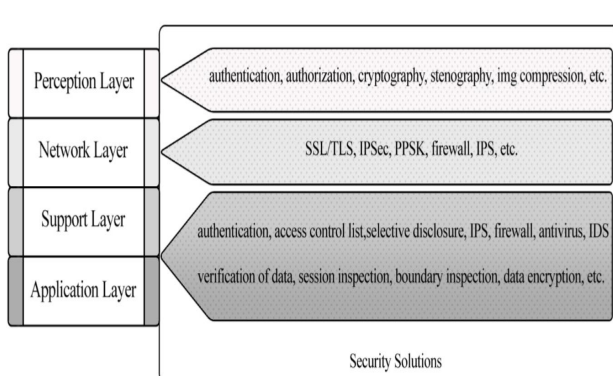 Perception Layer
authentication, authorization, cryptography, stenography, img compression, etc.
Network Layer
SSL/TLS, IPSec, PPSK, firewall, IPS, etc.
Support Layer
authentication, access control list,selective disclosure, IPS, firewall, antivirus, IDS
verification of data, session inspection, boundary inspection, data encryption, etc.
Application Layer
Security Solutions